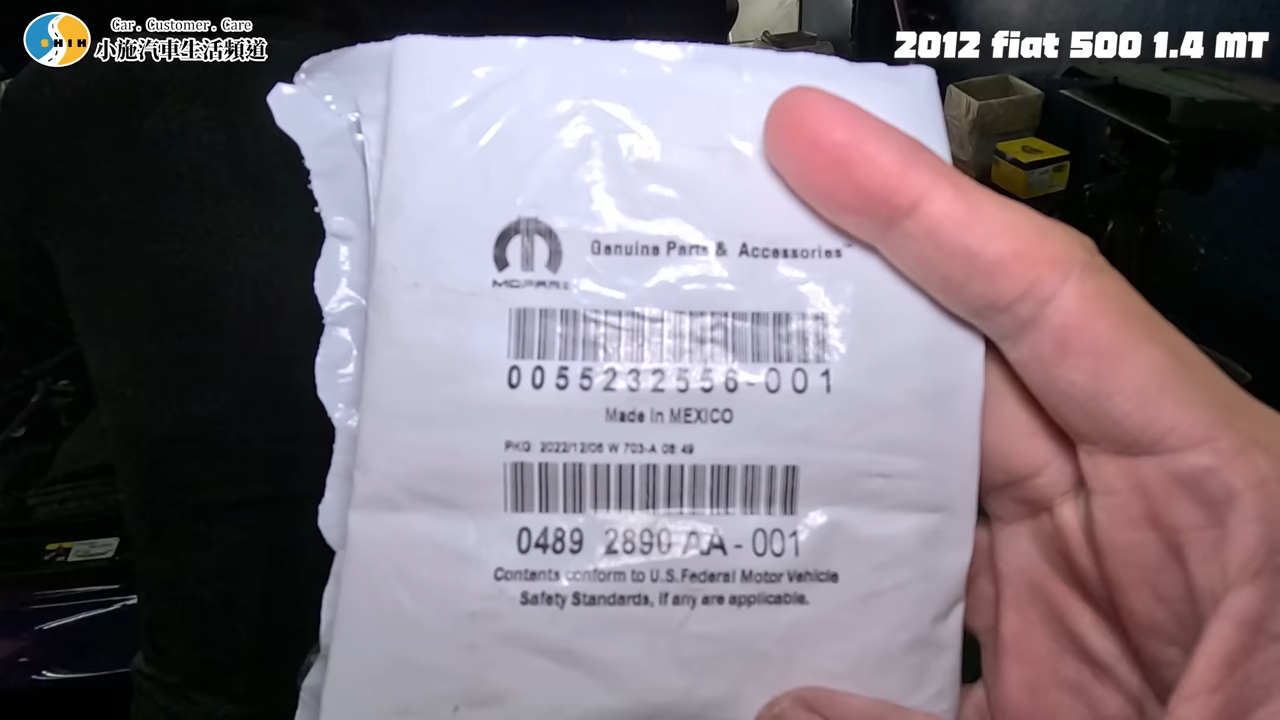 SHIH
Car. Customer. Care
小施汽車生活頻道
2012 fiat 500 1.4 MT
MOPAR
Genuine Parts & Accessories™
0055232556-001
Made in MEXICO
PKG 2022/12/06 W 703-A 08:49
0489 2890 AA-001
Contents conform to U.S. Federal Motor Vehicle
Safety Standards, if any are applicable.